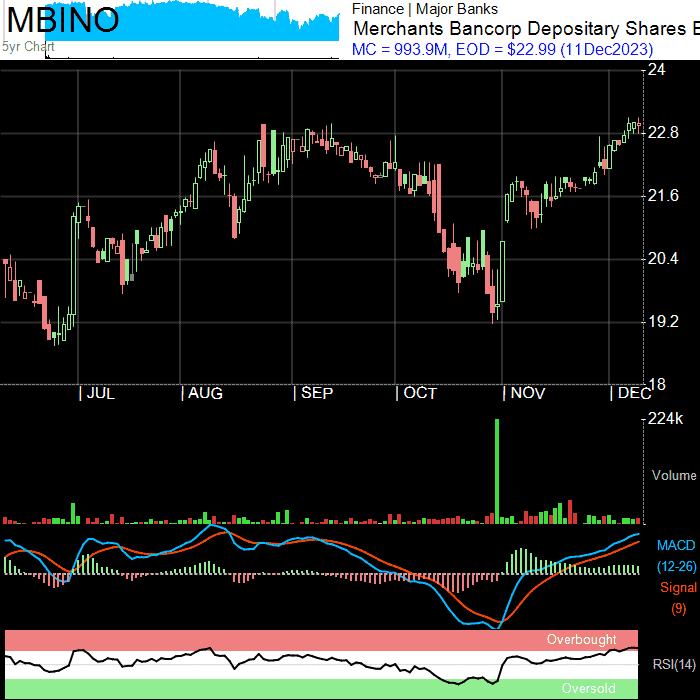 MBINO
5yr Chart
Finance | Major Banks
Merchants Bancorp Depositary Shares E
MC = 993.9M, EOD = $22.99 (11Dec2023)
24
22.8
21.6
20.4
19.2
18
| JUL | AUG | SEP | OCT | NOV | DEC
224k
Volume
MACD
(12-26)
Signal
(9)
Overbought
RSI(14)
Oversold